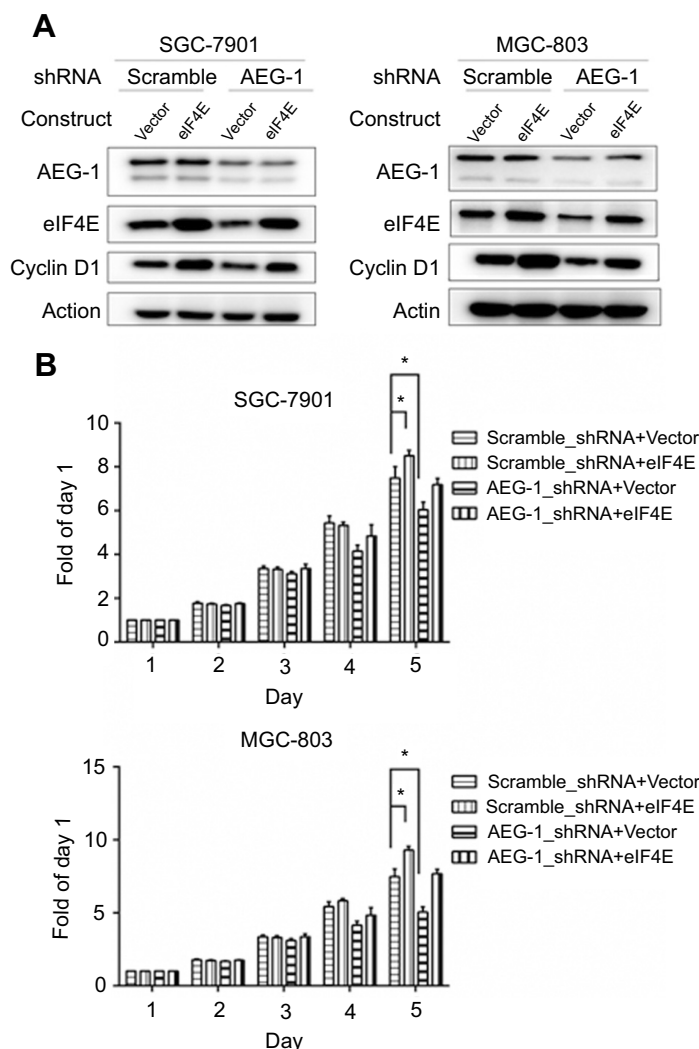 A
SGC-7901
shRNA Scramble AEG-1
Construct Vector eIF4E Vector eIF4E
AEG-1
eIF4E
Cyclin D1
Action
MGC-803
shRNA Scramble AEG-1
Construct Vector eIF4E Vector eIF4E
AEG-1
eIF4E
Cyclin D1
Actin
B
SGC-7901
* 
*
10
8
6
4
2
0
Fold of day 1
1 2 3 4 5
Day
Scramble_shRNA+Vector
Scramble_shRNA+eIF4E
AEG-1_shRNA+Vector
AEG-1_shRNA+eIF4E
MGC-803
*
*
15
10
5
0
Fold of day 1
1 2 3 4 5
Day
Scramble_shRNA+Vector
Scramble_shRNA+eIF4E
AEG-1_shRNA+Vector
AEG-1_shRNA+eIF4E